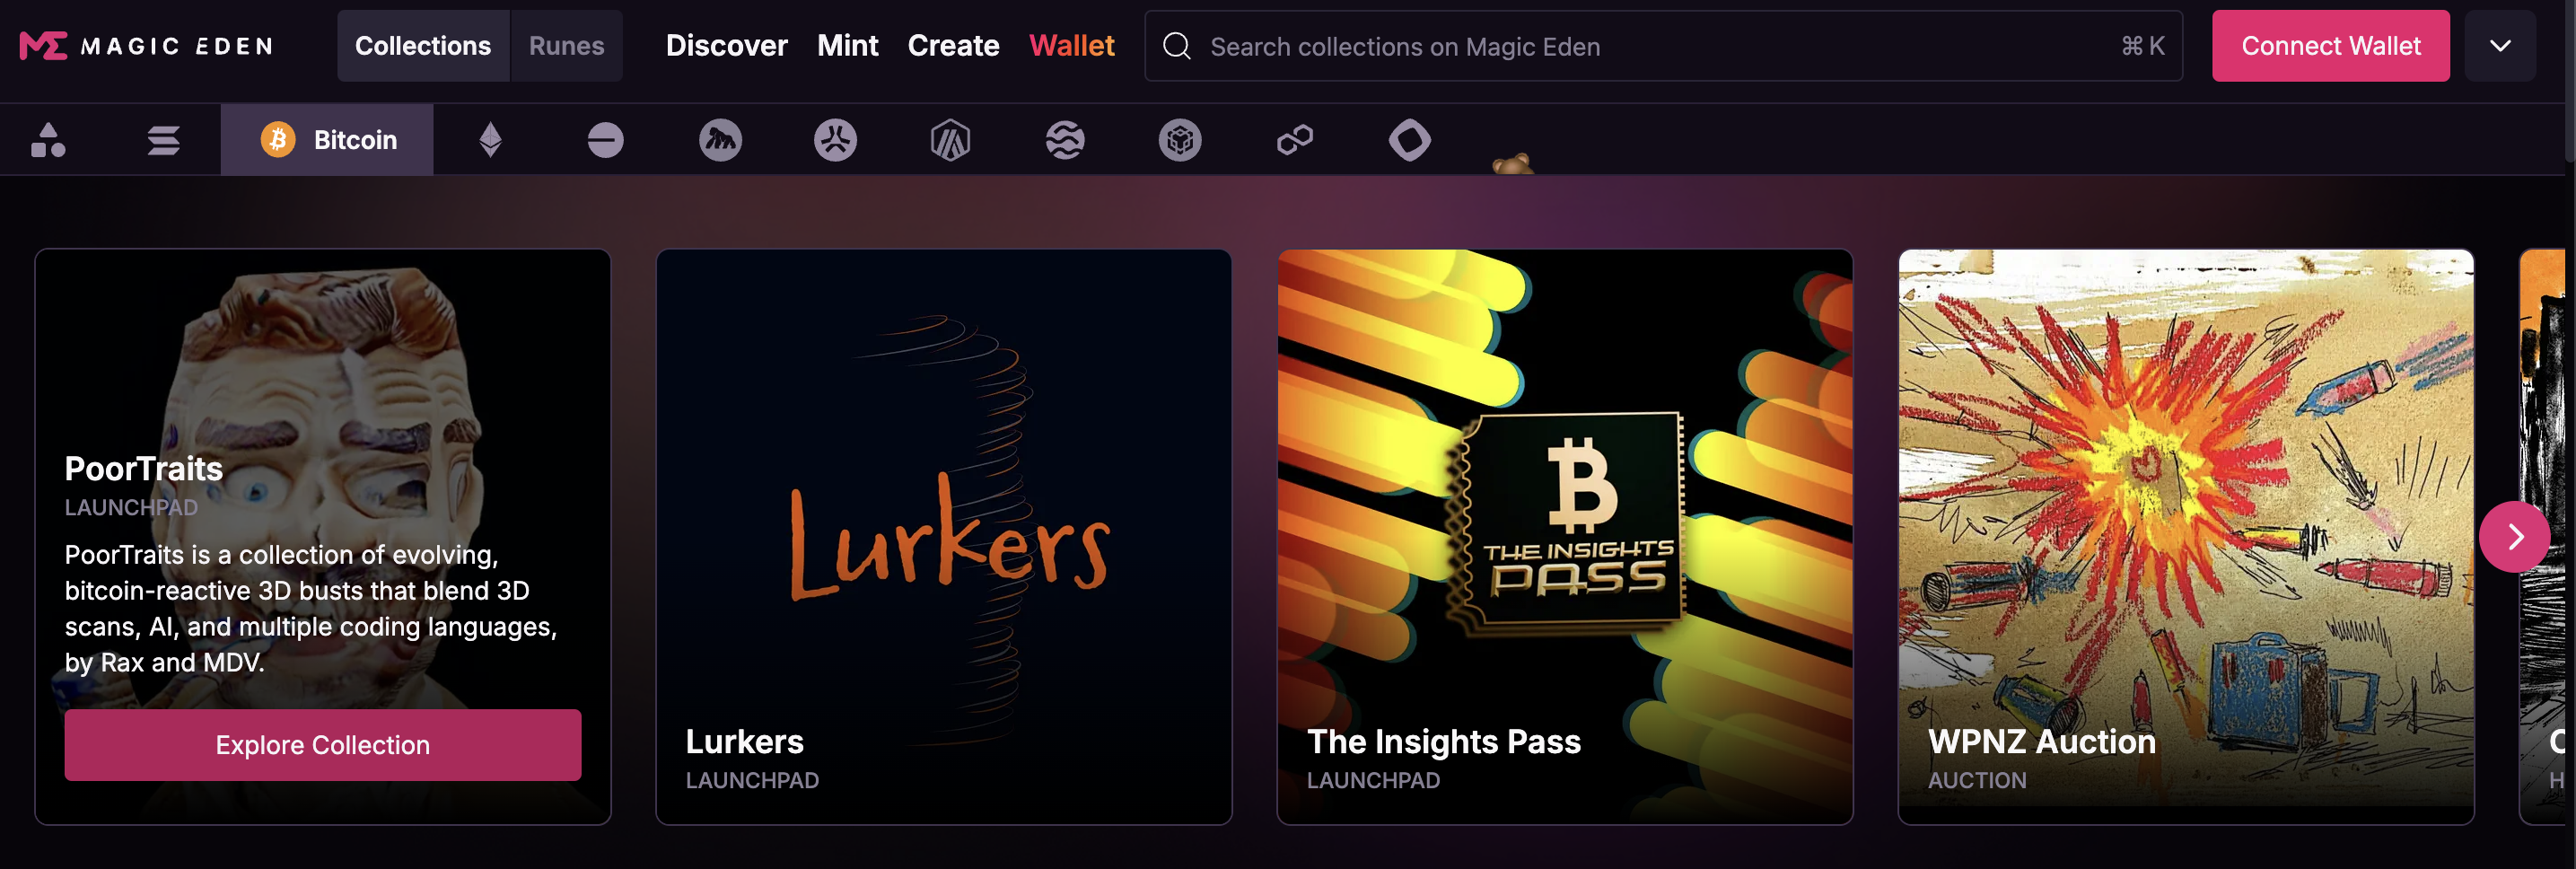 MAGIC EDEN
Collections
Runes
Discover
Mint
Create
Wallet
Search collections on Magic Eden
⌘ K
Connect Wallet
Bitcoin
PoorTraits
LAUNCHPAD
PoorTraits is a collection of evolving,
bitcoin-reactive 3D busts that blend 3D
scans, AI, and multiple coding languages,
by Rax and MDV.
Explore Collection
Lurkers
Lurkers
LAUNCHPAD
THE INSIGHTS
PASS
The Insights Pass
LAUNCHPAD
WPNZ Auction
AUCTION